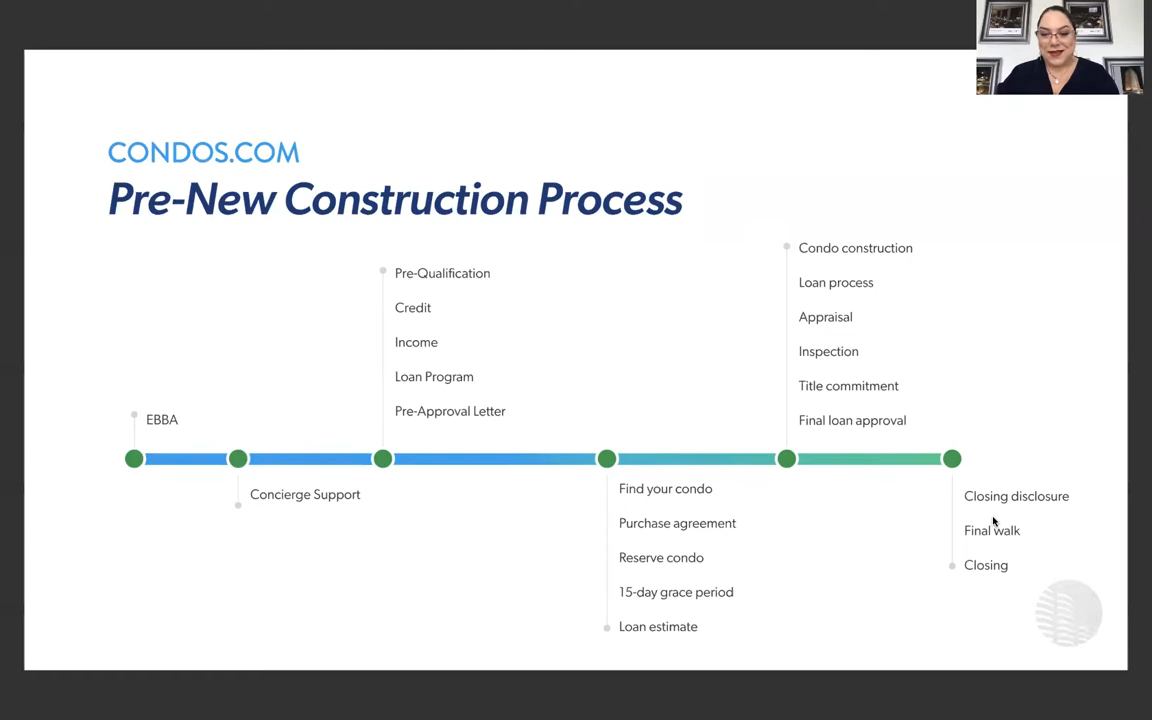 CONDOS.COM
Pre-New Construction Process
EBBA
Concierge Support
Pre-Qualification
Credit
Income
Loan Program
Pre-Approval Letter
Find your condo
Purchase agreement
Reserve condo
15-day grace period
Loan estimate
Condo construction
Loan process
Appraisal
Inspection
Title commitment
Final loan approval
Closing disclosure
Final walk
Closing